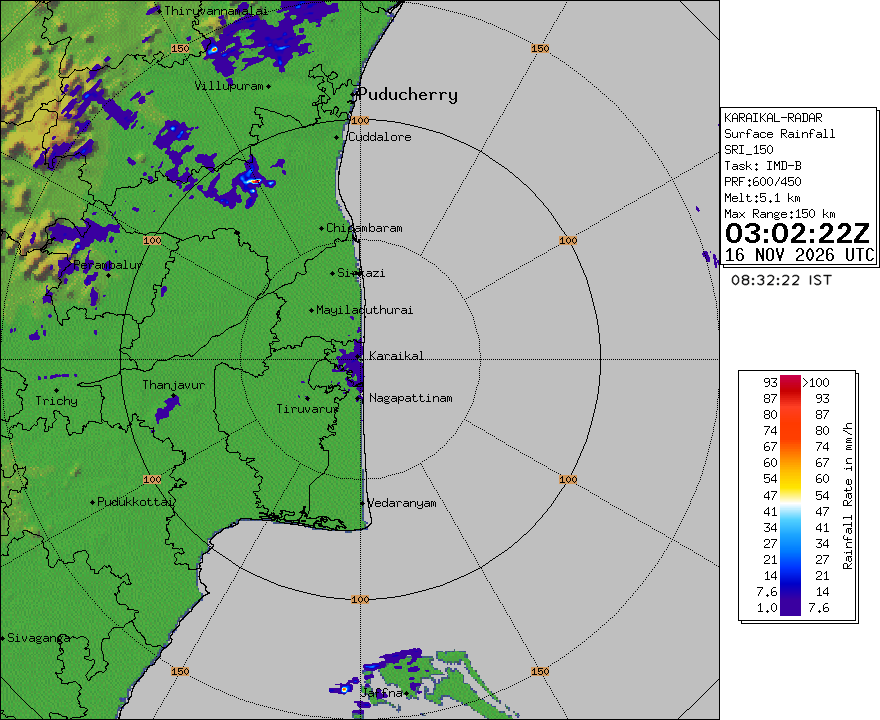 Thiruvannamalai
150
150
Villupuram
Puducherry
100
Cuddalore
Chidambaram
100
100
Perambalur
Sirkazi
Mayiladuthurai
Karaikal
Thanjavur
Trichy
Tiruvarur
Nagapattinam
100
100
Pudukkottai
Vedaranyam
100
Sivaganga
150
150
Jaffna
KARAIKAL-RADAR
Surface Rainfall
SRI_150
Task: IMD-B
PRF:600/450
Melt:5.1 km
Max Range:150 km
03:02:22Z
16 NOV 2026 UTC
08:32:22 IST
93 >100
87 93
80 87
74 80
67 74
60 67
54 60
47 54
41 47
34 41
27 34
21 27
14 21
7.6 14
1.0 7.6
Rainfall Rate in mm/h